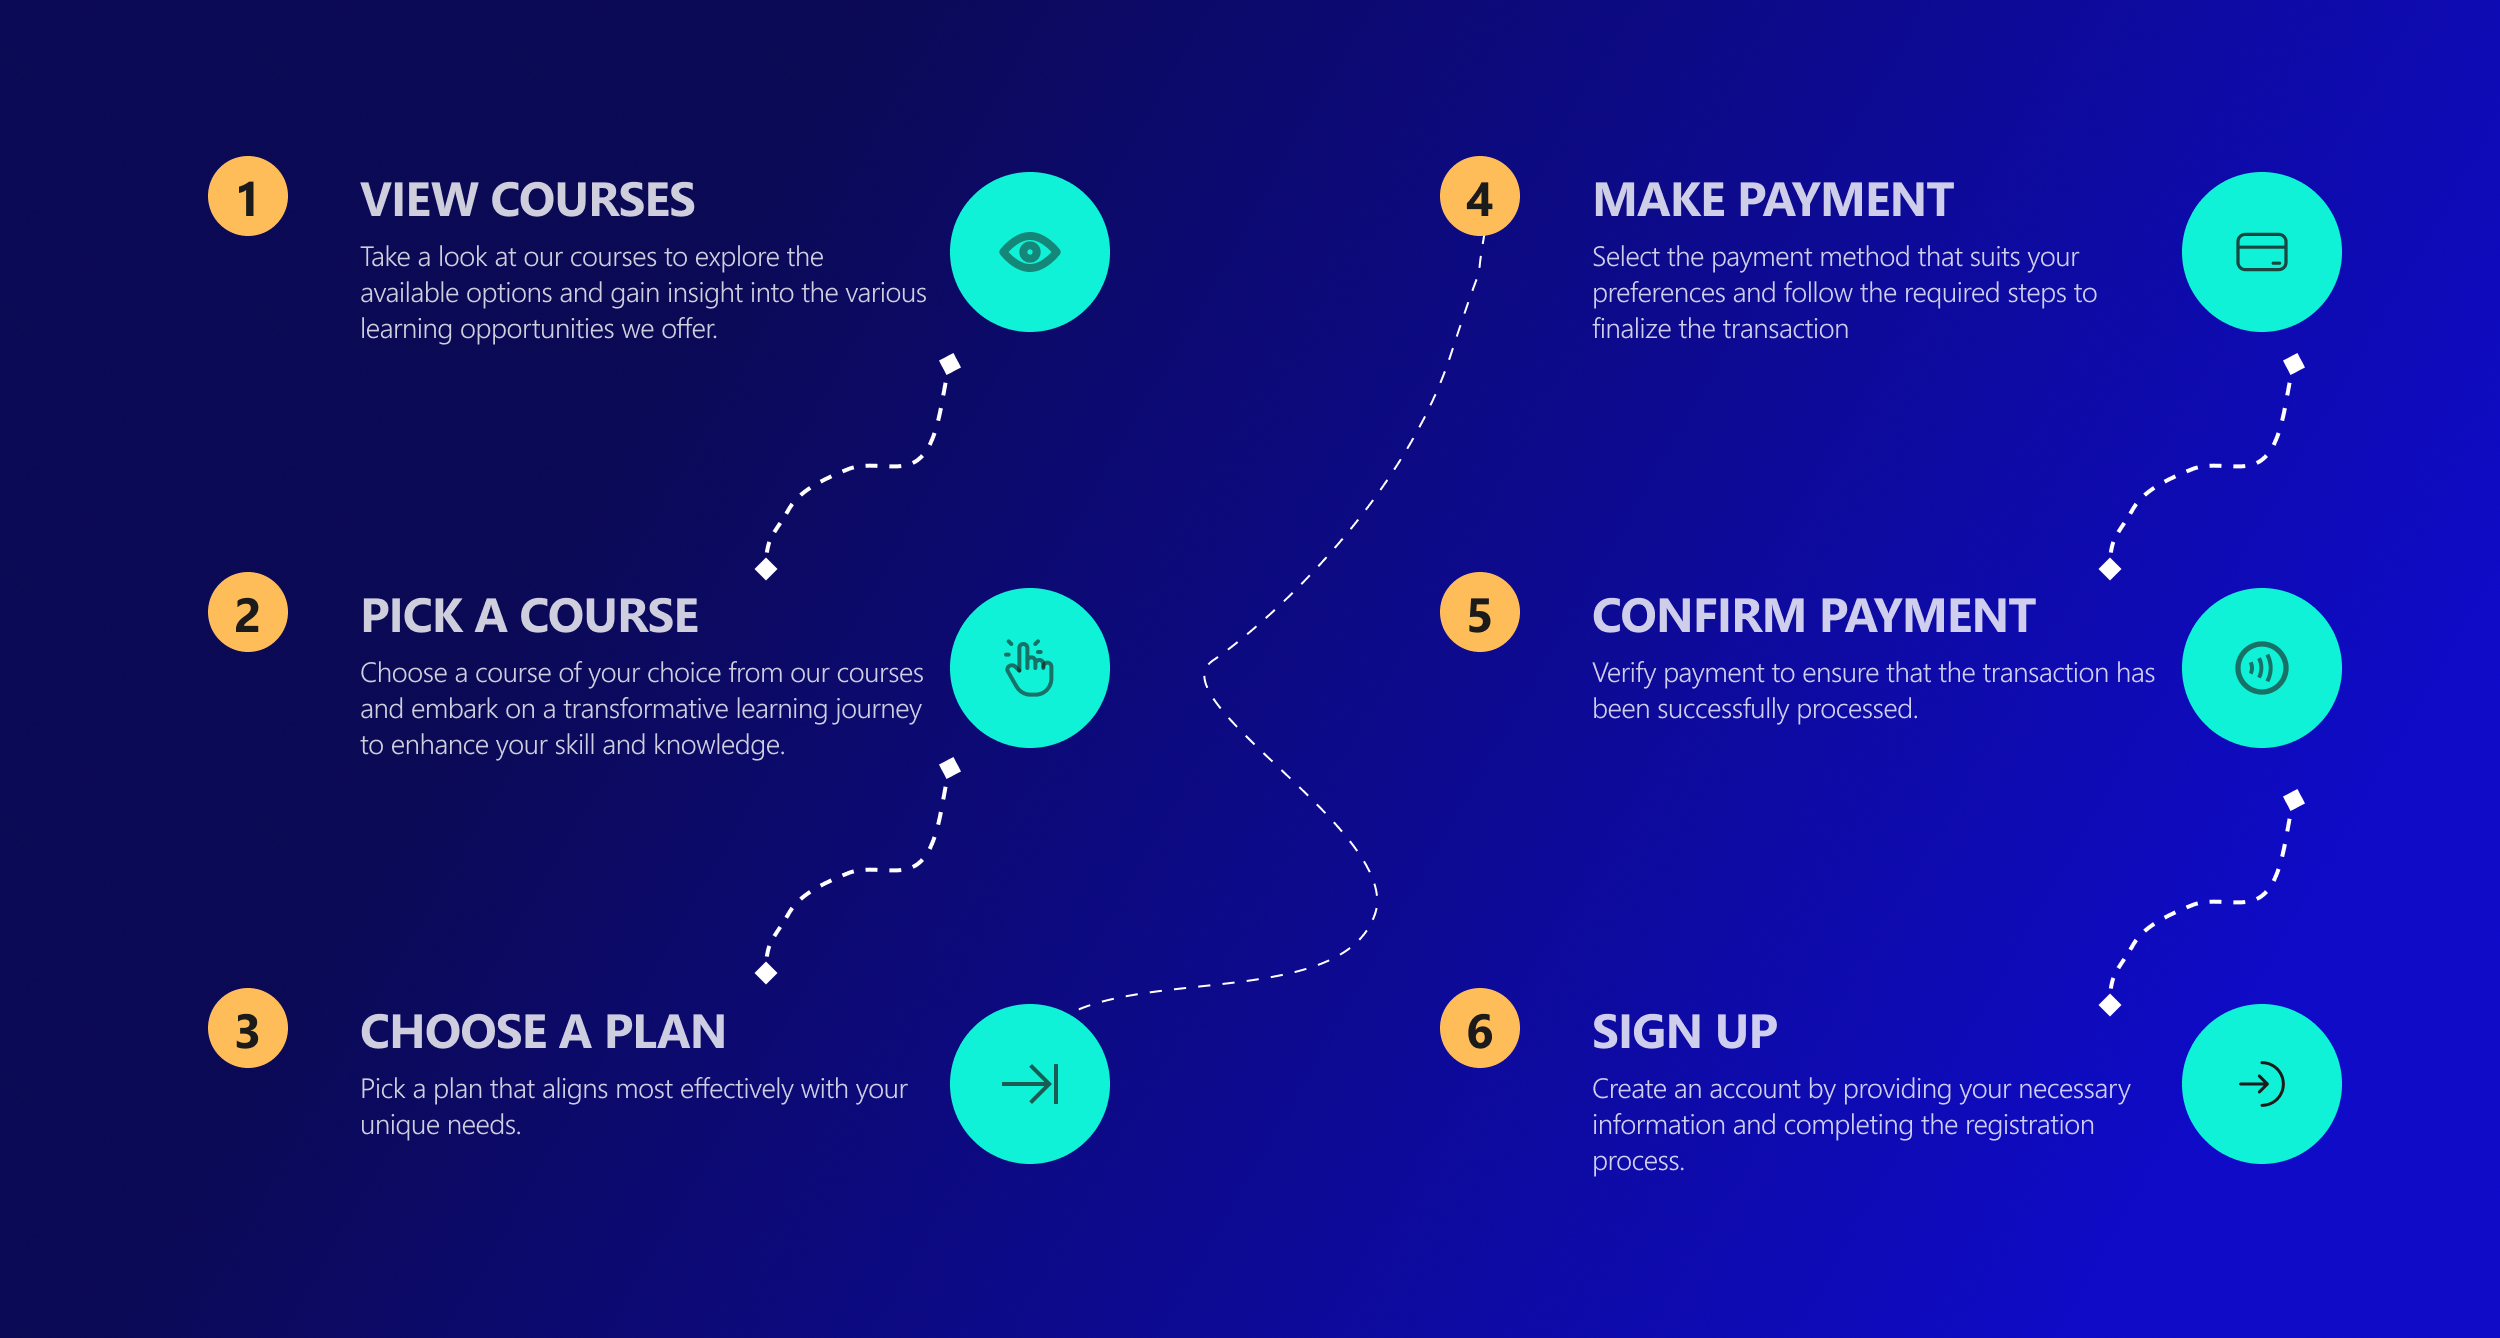 1
VIEW COURSES
Take a look at our courses to explore the
available options and gain insight into the various
learning opportunities we offer.
2
PICK A COURSE
Choose a course of your choice from our courses
and embark on a transformative learning journey
to enhance your skill and knowledge.
3
CHOOSE A PLAN
Pick a plan that aligns most effectively with your
unique needs.
4
MAKE PAYMENT
Select the payment method that suits your
preferences and follow the required steps to
finalize the transaction
5
CONFIRM PAYMENT
Verify payment to ensure that the transaction has
been successfully processed.
6
SIGN UP
Create an account by providing your necessary
information and completing the registration
process.